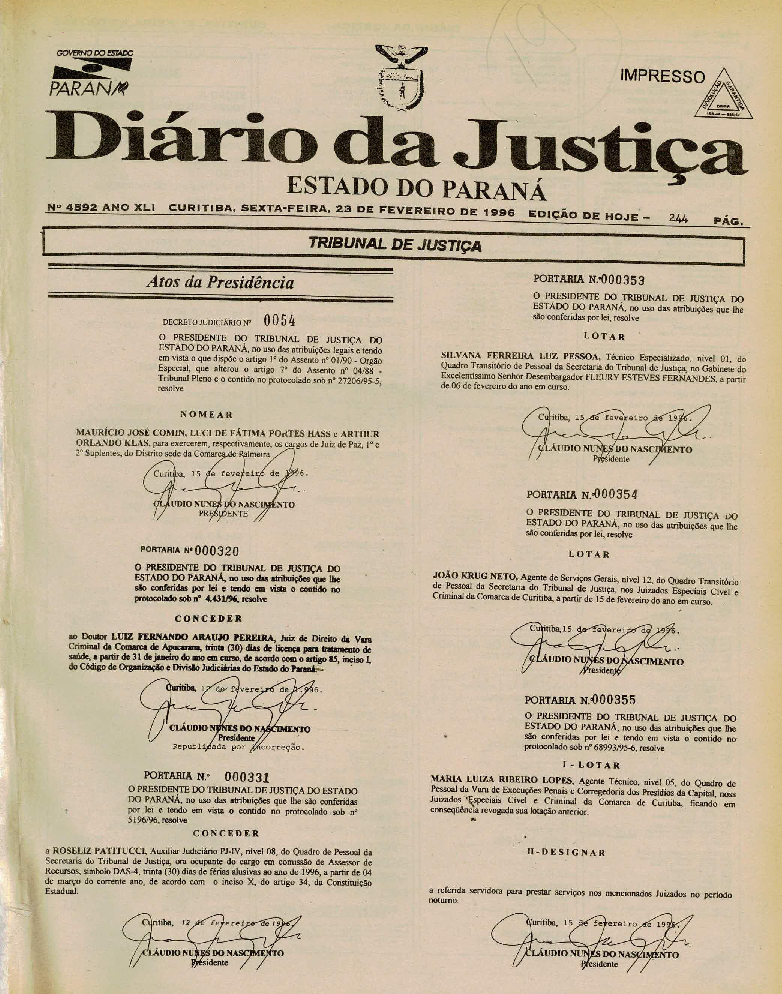 GOVERNO DO ESTADO
PARANÁ
IMPRESSO
Diário da Justiça
ESTADO DO PARANÁ
Nº 4592 ANO XLI CURITIBA, SEXTA-FEIRA, 23 DE FEVEREIRO DE 1996 EDIÇÃO DE HOJE - 244 PÁG.
TRIBUNAL DE JUSTIÇA
Atos da Presidência
DECRETO JUDICIÁRIO Nº 0054
O PRESIDENTE DO TRIBUNAL DE JUSTIÇA DO
ESTADO DO PARANÁ, no uso das atribuições legais e tendo
em vista o que dispõe o artigo 1º do Assento nº 01/90 - Orgão
Especial, que alterou o artigo 7º do Assento nº 04/88 -
Tribunal Pleno e o contido no protocolado sob nº 27206/95-5,
resolve
NOMEAR
MAURÍCIO JOSÉ COMIN, LUCI DE FÁTIMA PORTES HASS e ARTHUR
ORLANDO KLAS, para exercerem, respectivamente, os cargos de Juiz de Paz, 1º e
2º Suplentes, do Distrito sede da Comarca de Palmeira.
Curitiba, 15 de fevereiro de 1996.
CLÁUDIO NUNES DO NASCIMENTO
PRESIDENTE
PORTARIA Nº 000320
O PRESIDENTE DO TRIBUNAL DE JUSTIÇA DO
ESTADO DO PARANÁ, no uso das atribuições que lhe
são conferidas por lei e tendo em vista o contido no
protocolado sob nº 4.431/96, resolve
CONCEDER
ao Doutor LUIZ FERNANDO ARAUJO PEREIRA, Juiz de Direito da Vara
Criminal da Comarca de Apucarana, trinta (30) dias de licença para tratamento de
saúde, a partir de 31 de janeiro do ano em curso, de acordo com o artigo 85, inciso I,
do Código de Organização e Divisão Judiciárias do Estado do Paraná.-
Curitiba, 12 de fevereiro de 1996.
CLÁUDIO NUNES DO NASCIMENTO
Presidente
Republicada por incorreção.
PORTARIA N.º 000331
O PRESIDENTE DO TRIBUNAL DE JUSTIÇA DO ESTADO
DO PARANÁ, no uso das atribuições que lhe são conferidas
por lei e tendo em vista o contido no protocolado sob nº
5196/96, resolve
CONCEDER
a ROSELIZ PATITUCCI, Auxiliar Judiciário PJ-IV, nível 08, do Quadro de Pessoal da
Secretaria do Tribunal de Justiça, ora ocupante do cargo em comissão de Assessor de
Recursos, símbolo DAS-4, trinta (30) dias de férias alusivas ao ano de 1996, a partir de 04
de março do corrente ano, de acordo com o inciso X, do artigo 34, da Constituição
Estadual.
Curitiba, 12 de fevereiro de 1996.
CLÁUDIO NUNES DO NASCIMENTO
Presidente
PORTARIA N.º000353
O PRESIDENTE DO TRIBUNAL DE JUSTIÇA DO
ESTADO DO PARANÁ, no uso das atribuições que lhe
são conferidas por lei, resolve
LOTAR
SILVANA FERREIRA LUZ PESSOA, Técnico Especializado, nível 01, do
Quadro Transitório de Pessoal da Secretaria do Tribunal de Justiça, no Gabinete do
Excelentíssimo Senhor Desembargador FLEURY ESTEVES FERNANDES, a partir
de 06 de fevereiro do ano em curso.
Curitiba, 15 de fevereiro de 1996.
CLÁUDIO NUNES DO NASCIMENTO
Presidente
PORTARIA N.º000354
O PRESIDENTE DO TRIBUNAL DE JUSTIÇA DO
ESTADO DO PARANÁ, no uso das atribuições que lhe
são conferidas por lei, resolve
LOTAR
JOÃO KRUG NETO, Agente de Serviços Gerais, nível 12, do Quadro Transitório
de Pessoal da Secretaria do Tribunal de Justiça, nos Juizados Especiais Cível e
Criminal da Comarca de Curitiba, a partir de 15 de fevereiro do ano em curso.
Curitiba,15 de fevereiro de 1996.
CLÁUDIO NUNES DO NASCIMENTO
Presidente
PORTARIA N.º000355
O PRESIDENTE DO TRIBUNAL DE JUSTIÇA DO
ESTADO DO PARANÁ, no uso das atribuições que lhe
são conferidas por lei e tendo em vista o contido no
protocolado sob nº 68993/95-6, resolve
I - LOTAR
MARIA LUIZA RIBEIRO LOPES, Agente Técnico, nível 05, do Quadro de
Pessoal da Vara de Execuções Penais e Corregedoria dos Presídios da Capital, nos
Juizados Especiais Cível e Criminal da Comarca de Curitiba, ficando em
conseqüência revogada sua lotação anterior.
II - DESIGNAR
a referida servidora para prestar serviços nos mencionados Juizados no período
noturno.
Curitiba, 15 de fevereiro de 1996.
CLÁUDIO NUNES DO NASCIMENTO
Presidente